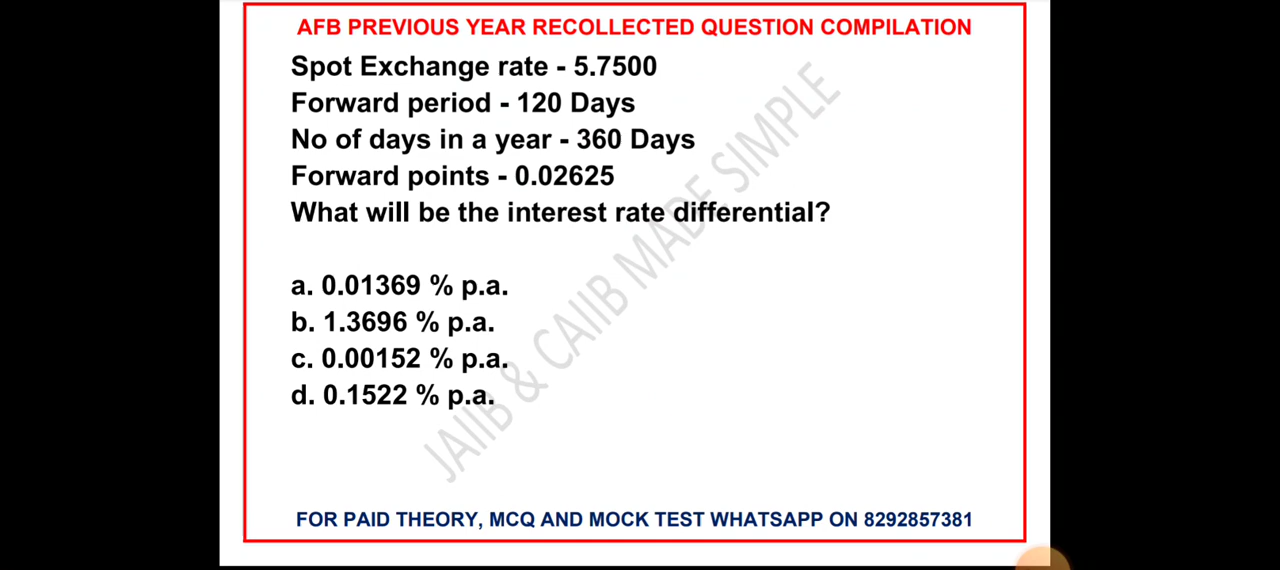 AFB PREVIOUS YEAR RECOLLECTED QUESTION COMPILATION
Spot Exchange rate - 5.7500
Forward period - 120 Days
No of days in a year - 360 Days
Forward points - 0.02625
What will be the interest rate differential?
a. 0.01369 % p.a.
b. 1.3696 % p.a.
c. 0.00152 % p.a.
d. 0.1522 % p.a.
JAIIB & CAIIB MADE SIMPLE
FOR PAID THEORY, MCQ AND MOCK TEST WHATSAPP ON 8292857381